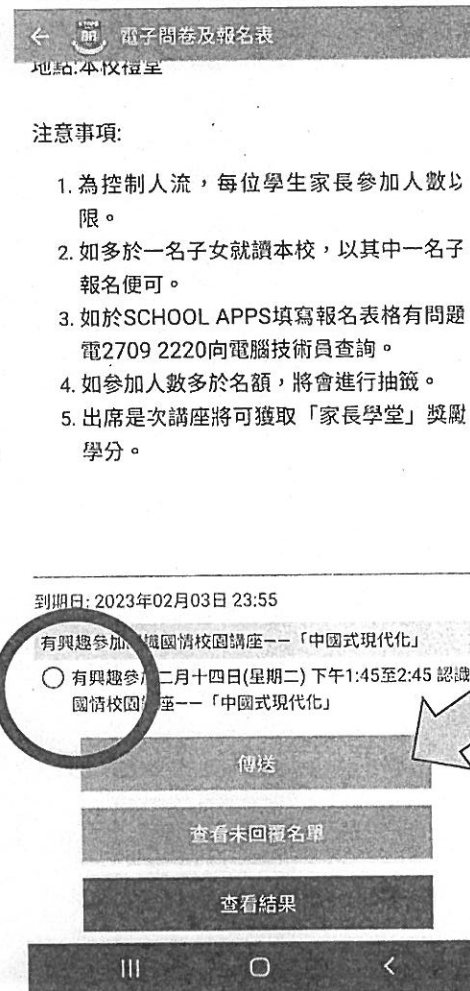 電子問卷及報名表
地點:本校禮堂
注意事項:
1. 為控制人流，每位學生家長參加人數以
限。
2. 如多於一名子女就讀本校，以其中一名子
報名便可。
3. 如於SCHOOL APPS填寫報名表格有問題
電2709 2220向電腦技術員查詢。
4. 如參加人數多於名額，將會進行抽籤。
5. 出席是次講座將可獲取「家長學堂」獎勵
學分。
到期日: 2023年02月03日 23:55
有興趣參加 識國情校園講座——「中國式現代化」
有興趣參加二月十四日(星期二) 下午1:45至2:45 認識
國情校園 座——「中國式現代化」
傳送
查看未回覆名單
查看結果